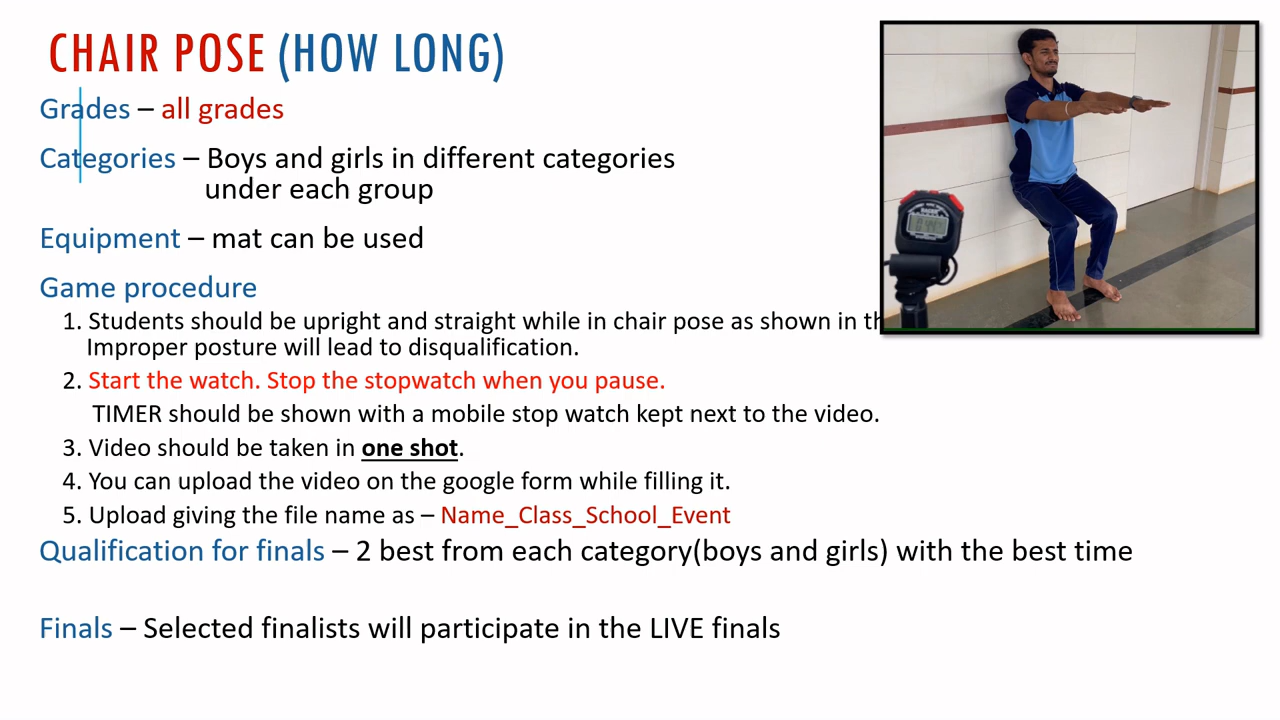 CHAIR POSE (HOW LONG)
Grades – all grades
Categories – Boys and girls in different categories
under each group
Equipment – mat can be used
Game procedure
1. Students should be upright and straight while in chair pose as shown in
Improper posture will lead to disqualification.
2. Start the watch. Stop the stopwatch when you pause.
TIMER should be shown with a mobile stop watch kept next to the video.
3. Video should be taken in one shot.
4. You can upload the video on the google form while filling it.
5. Upload giving the file name as – Name_Class_School_Event
Qualification for finals – 2 best from each category(boys and girls) with the best time
Finals – Selected finalists will participate in the LIVE finals